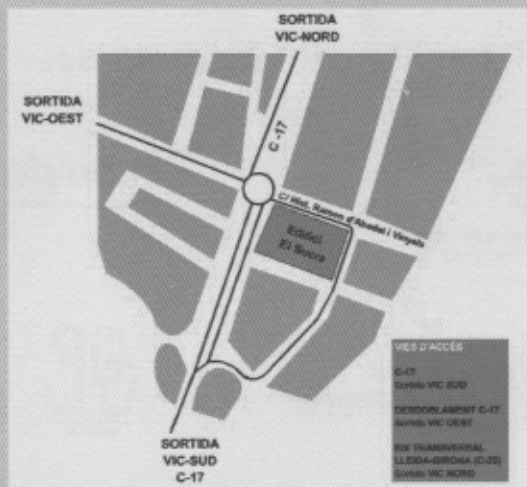 SORTIDA
VIC-NORD
SORTIDA
VIC-OEST
C-17
C/ Hist. Ramon d'Abadal i Vinyals
Edifici
El Sucre
VIES D'ACCÉS
C-17
Sortida VIC SUD
DESDOBLAMENT C-17
Sortida VIC OEST
EIX TRANSVERSAL
LLEIDA-GIRONA (C-25)
Sortida VIC NORD
SORTIDA
VIC-SUD
C-17